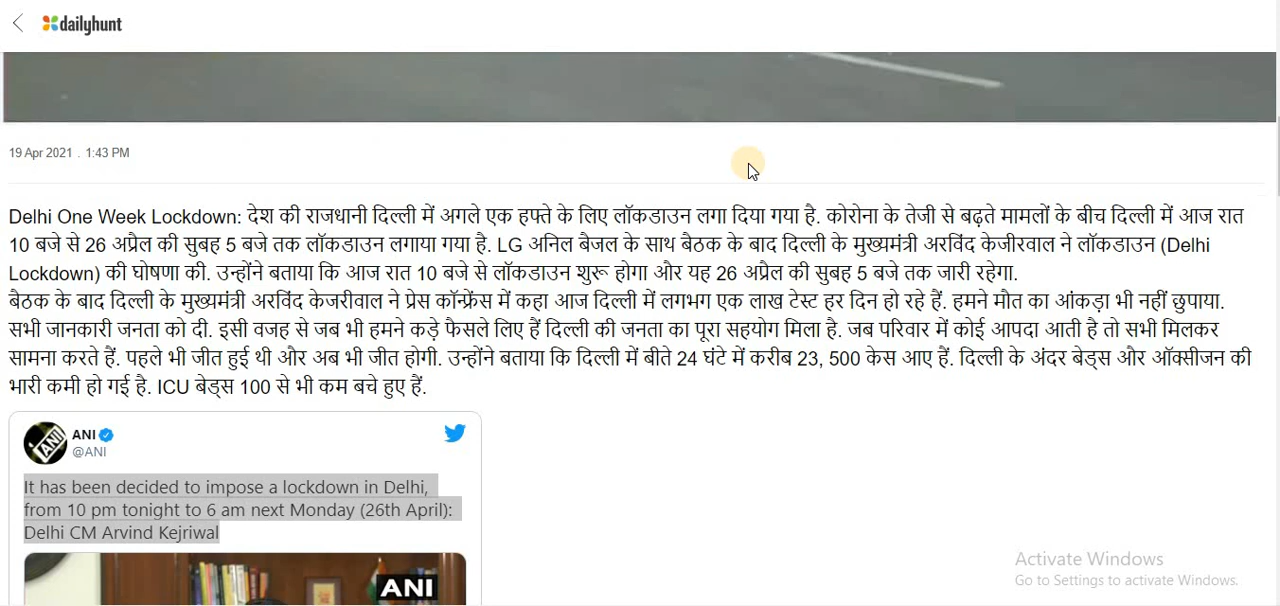 dailyhunt
19 Apr 2021 . 1:43 PM
Delhi One Week Lockdown: देश की राजधानी दिल्ली में अगले एक हफ्ते के लिए लॉकडाउन लगा दिया गया है. कोरोना के तेजी से बढ़ते मामलों के बीच दिल्ली में आज रात
10 बजे से 26 अप्रैल की सुबह 5 बजे तक लॉकडाउन लगाया गया है. LG अनिल बैजल के साथ बैठक के बाद दिल्ली के मुख्यमंत्री अरविंद केजीरवाल ने लॉकडाउन (Delhi
Lockdown) की घोषणा की. उन्होंने बताया कि आज रात 10 बजे से लॉकडाउन शुरू होगा और यह 26 अप्रैल की सुबह 5 बजे तक जारी रहेगा.
बैठक के बाद दिल्ली के मुख्यमंत्री अरविंद केजरीवाल ने प्रेस कॉन्फ्रेंस में कहा आज दिल्ली में लगभग एक लाख टेस्ट हर दिन हो रहे हैं. हमने मौत का आंकड़ा भी नहीं छुपाया.
सभी जानकारी जनता को दी. इसी वजह से जब भी हमने कड़े फैसले लिए हैं दिल्ली की जनता का पूरा सहयोग मिला है. जब परिवार में कोई आपदा आती है तो सभी मिलकर
सामना करते हैं. पहले भी जीत हुई थी और अब भी जीत होगी. उन्होंने बताया कि दिल्ली में बीते 24 घंटे में करीब 23, 500 केस आए हैं. दिल्ली के अंदर बेड्स और ऑक्सीजन की
भारी कमी हो गई है. ICU बेड्स 100 से भी कम बचे हुए हैं.
ANI
@ANI
It has been decided to impose a lockdown in Delhi,
from 10 pm tonight to 6 am next Monday (26th April):
Delhi CM Arvind Kejriwal
ANI
ANI
Activate Windows
Go to Settings to activate Windows.